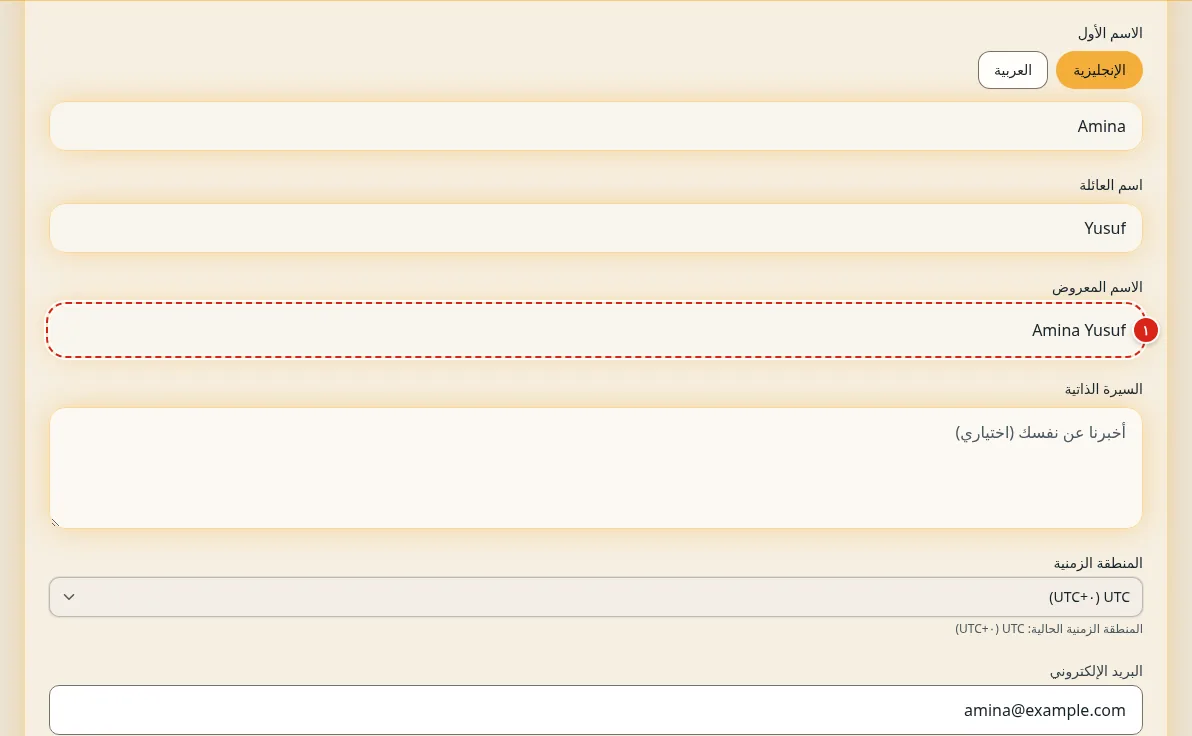 الاسم الأول
الإنجليزية العربية
Amina
اسم العائلة
Yusuf
الاسم المعروض
Amina Yusuf
١
السيرة الذاتية
أخبرنا عن نفسك (اختياري)
المنطقة الزمنية
UTC (UTC+٠)
المنطقة الزمنية الحالية: UTC (UTC+٠)
البريد الإلكتروني
amina@example.com